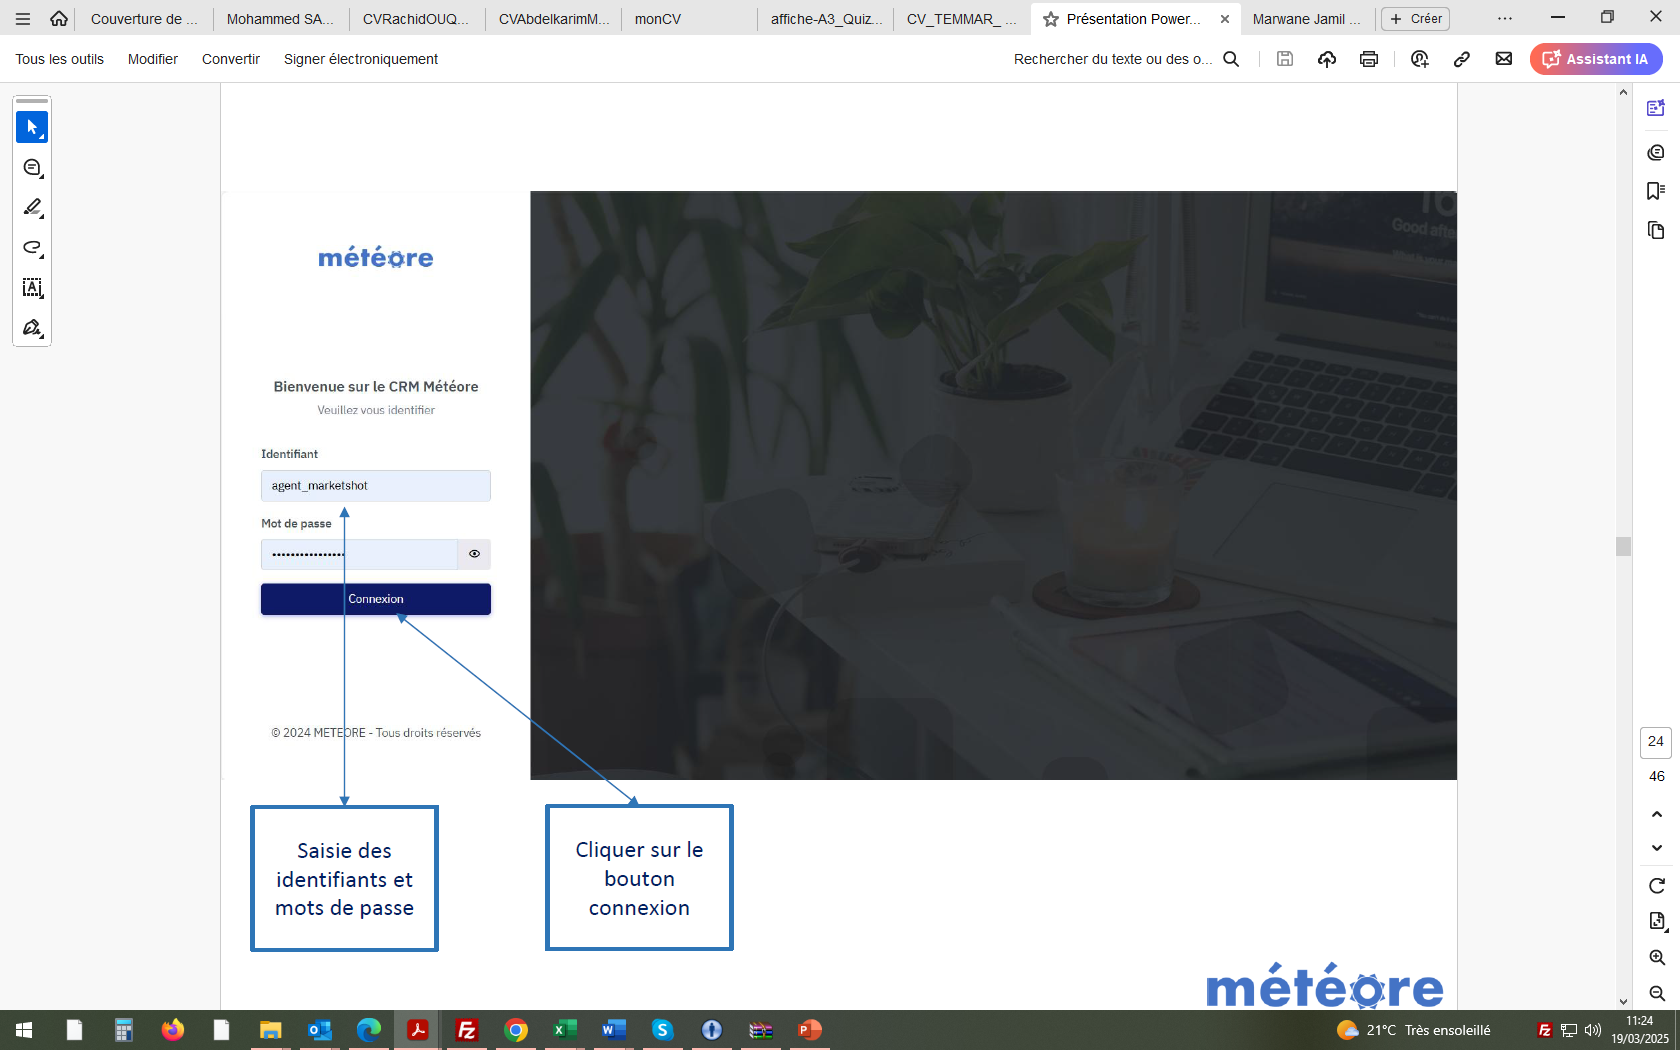 Couverture de ...
Mohammed SA...
CVRachidOUQ...
CVAbdelkarimM...
monCV
affiche-A3_Quiz...
CV_TEMMAR_ ...
Présentation Power...
Marwane Jamil ...
Créer
Tous les outils
Modifier
Convertir
Signer électroniquement
Rechercher du texte ou des o...
Assistant IA
météore
Good afte
Bienvenue sur le CRM Météore
Veuillez vous identifier
Identifiant
agent_marketshot
Mot de passe
••••••••••••••••
Connexion
© 2024 METEORE - Tous droits réservés
24
46
Saisie des
identifiants et
mots de passe
Cliquer sur le
bouton
connexion
météore
21°C Très ensoleillé
11:24
19/03/2025